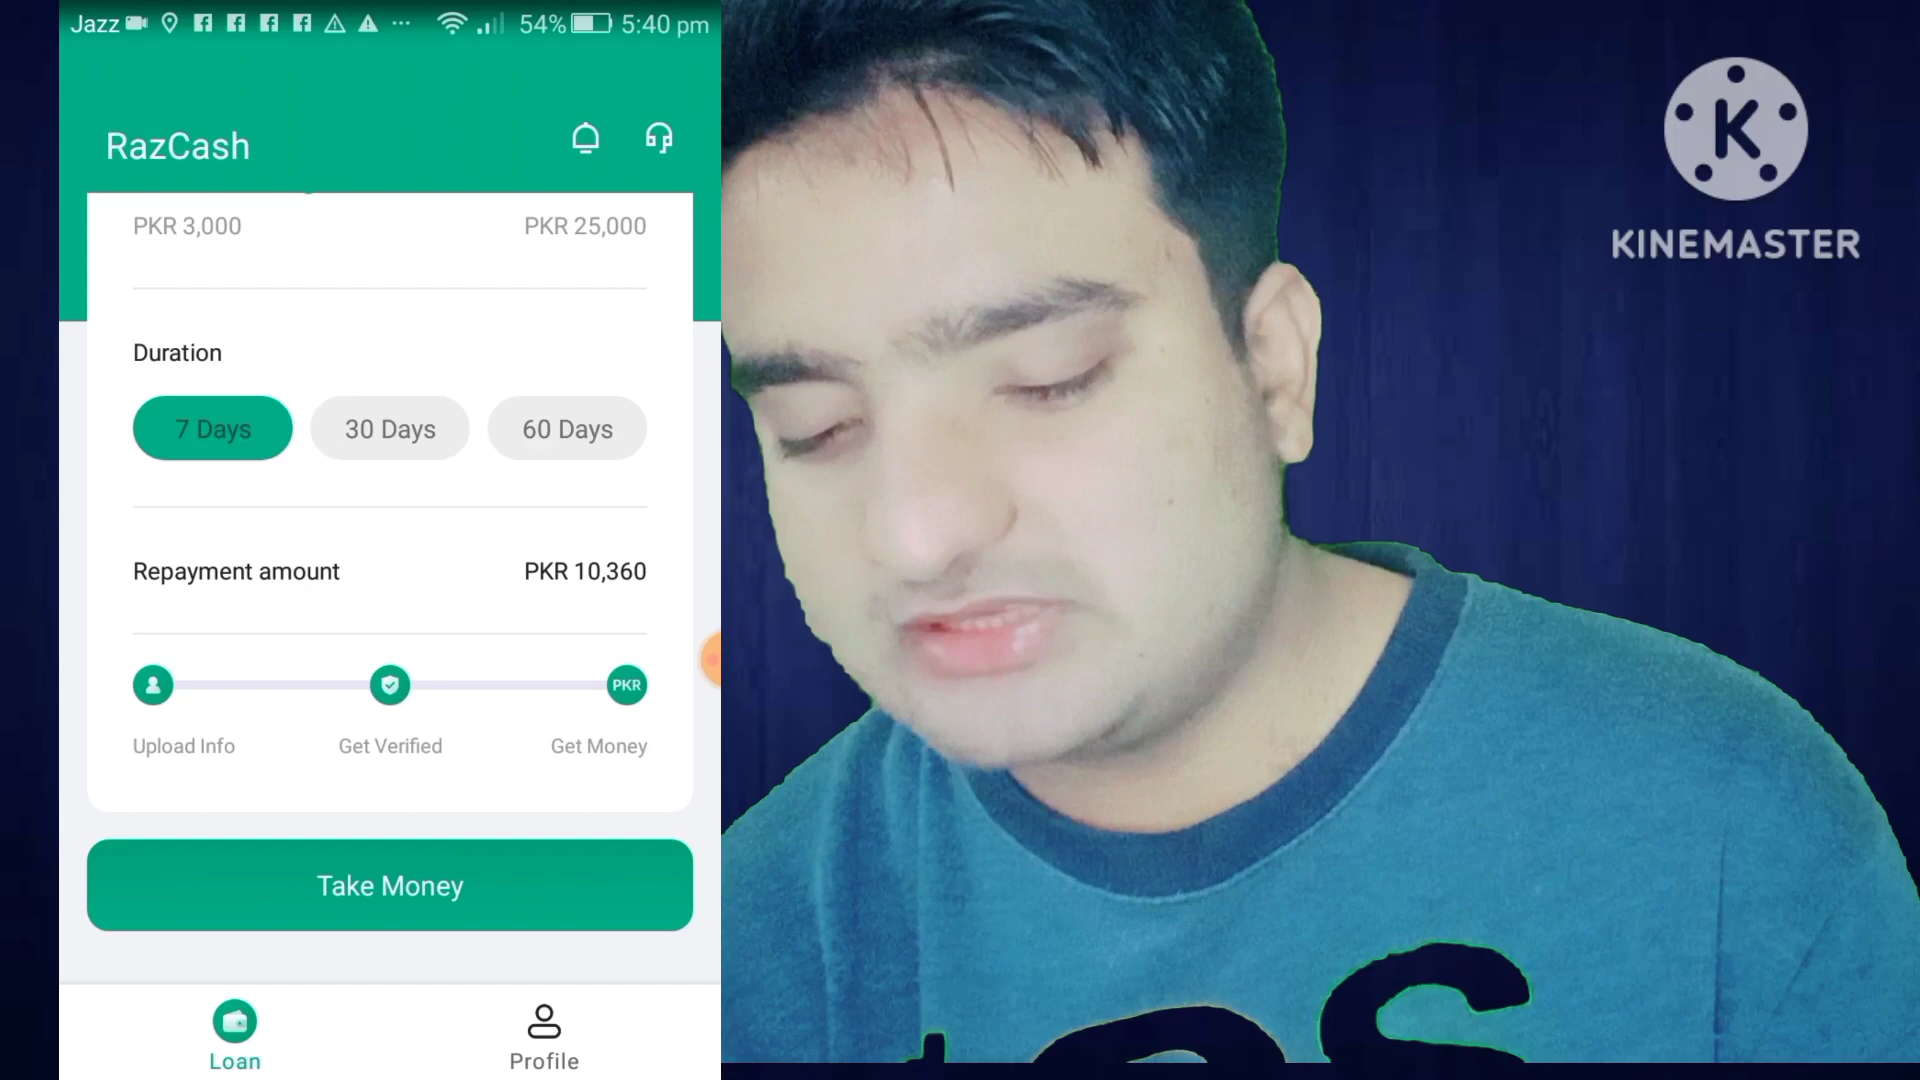 Jazz 54% 5:40 pm
RazCash
PKR 3,000 PKR 25,000
Duration
7 Days 30 Days 60 Days
Repayment amount PKR 10,360
PKR
Upload Info Get Verified Get Money
Take Money
Loan Profile
K
KINEMASTER